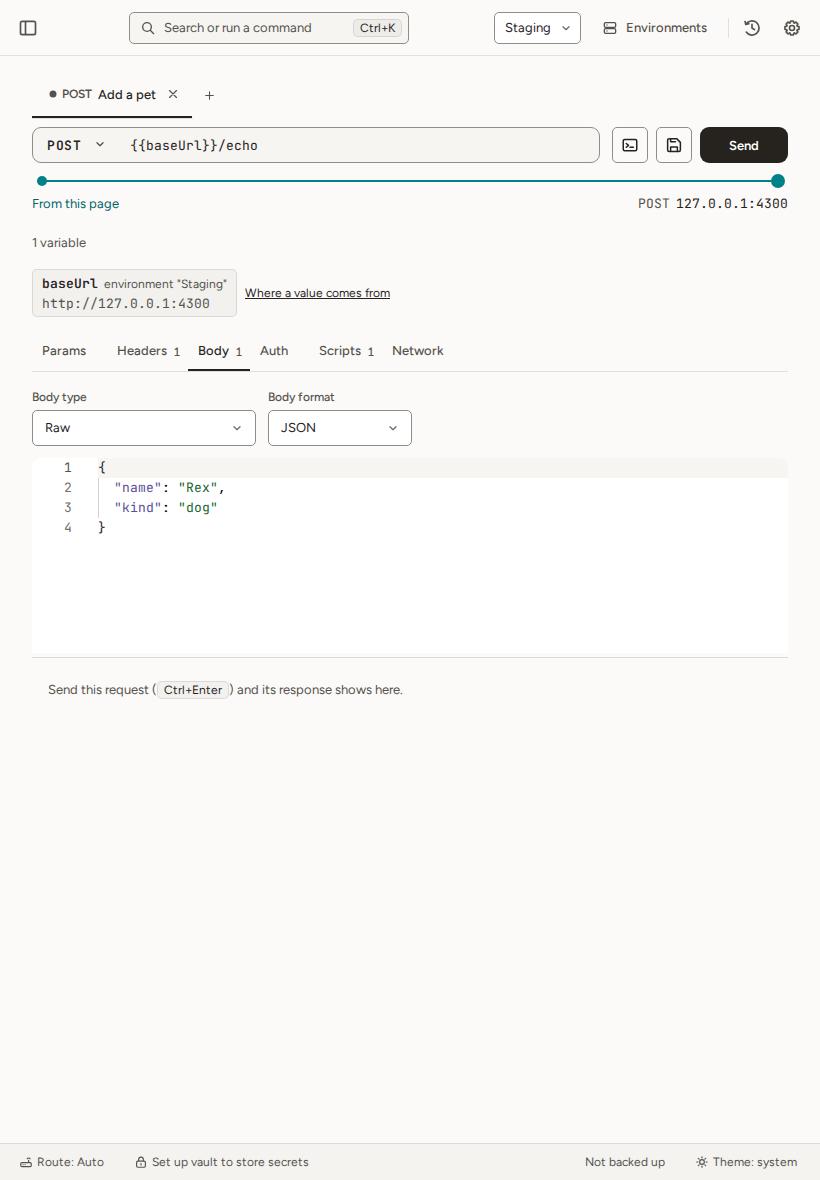 Search or run a command Ctrl+K Staging Environments
POST Add a pet
POST {{baseUrl}}/echo Send
From this page POST 127.0.0.1:4300
1 variable
baseUrl environment "Staging"
http://127.0.0.1:4300
Where a value comes from
Params Headers 1 Body 1 Auth Scripts 1 Network
Body type Body format
Raw JSON
1 {
2 "name": "Rex",
3 "kind": "dog"
4 }
Send this request (Ctrl+Enter) and its response shows here.
Route: Auto Set up vault to store secrets Not backed up Theme: system